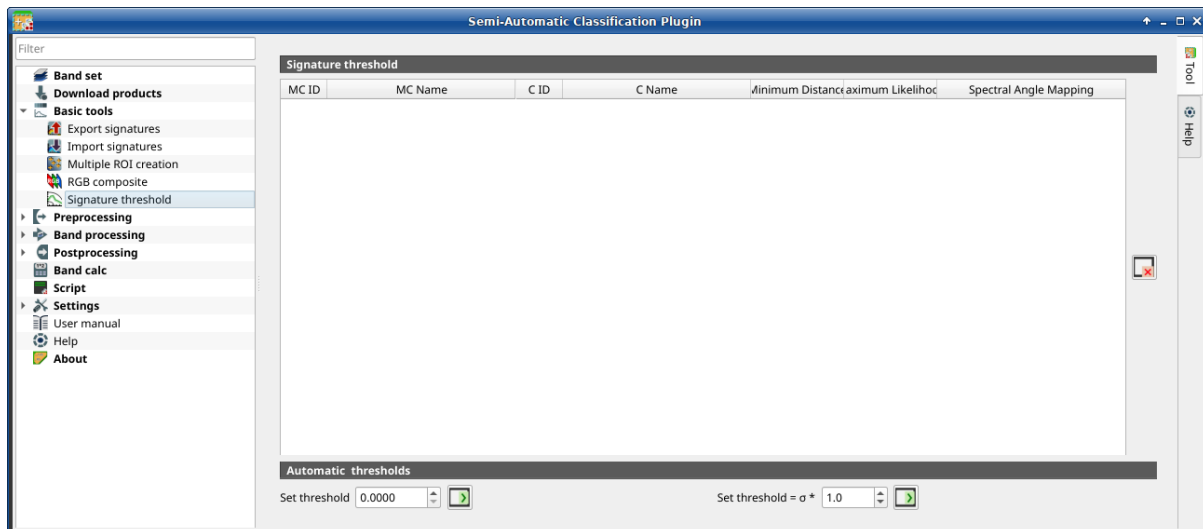 Semi-Automatic Classification Plugin
Filter
Band set
Download products
Basic tools
Export signatures
Import signatures
Multiple ROI creation
RGB composite
Signature threshold
Preprocessing
Band processing
Postprocessing
Band calc
Script
Settings
User manual
Help
About
Signature threshold
MC ID MC Name C ID C Name Minimum Distance aximum Likelihoo Spectral Angle Mapping
Automatic thresholds
Set threshold 0.0000 Set threshold = σ * 1.0
Tool
Help